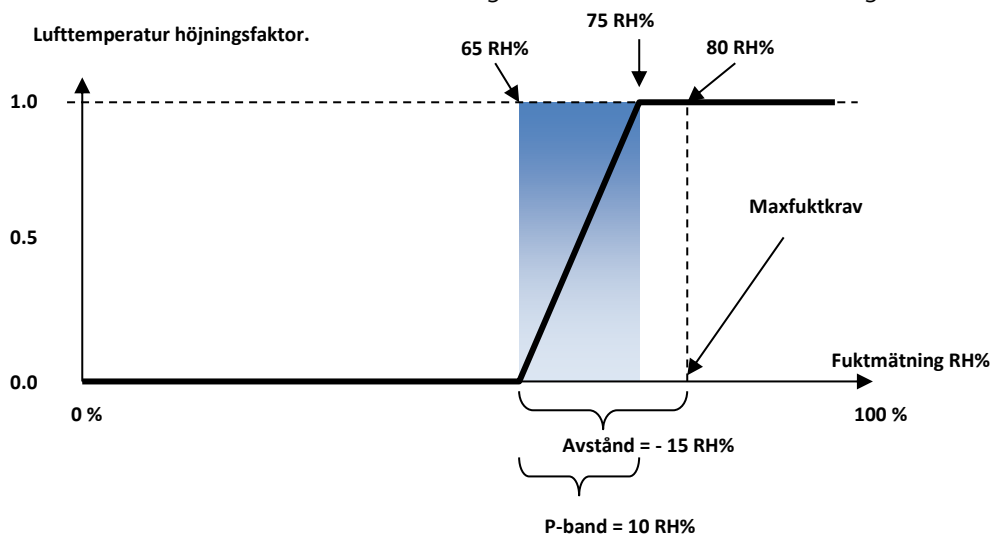 75 RH%
Lufttemperatur höjningsfaktor.
65 RH%
80 RH%
1.0
Maxfuktkrav
0.5
Fuktmätning RH%
0.0
0 %
100 %
Avstånd = - 15 RH%
P-band = 10 RH%